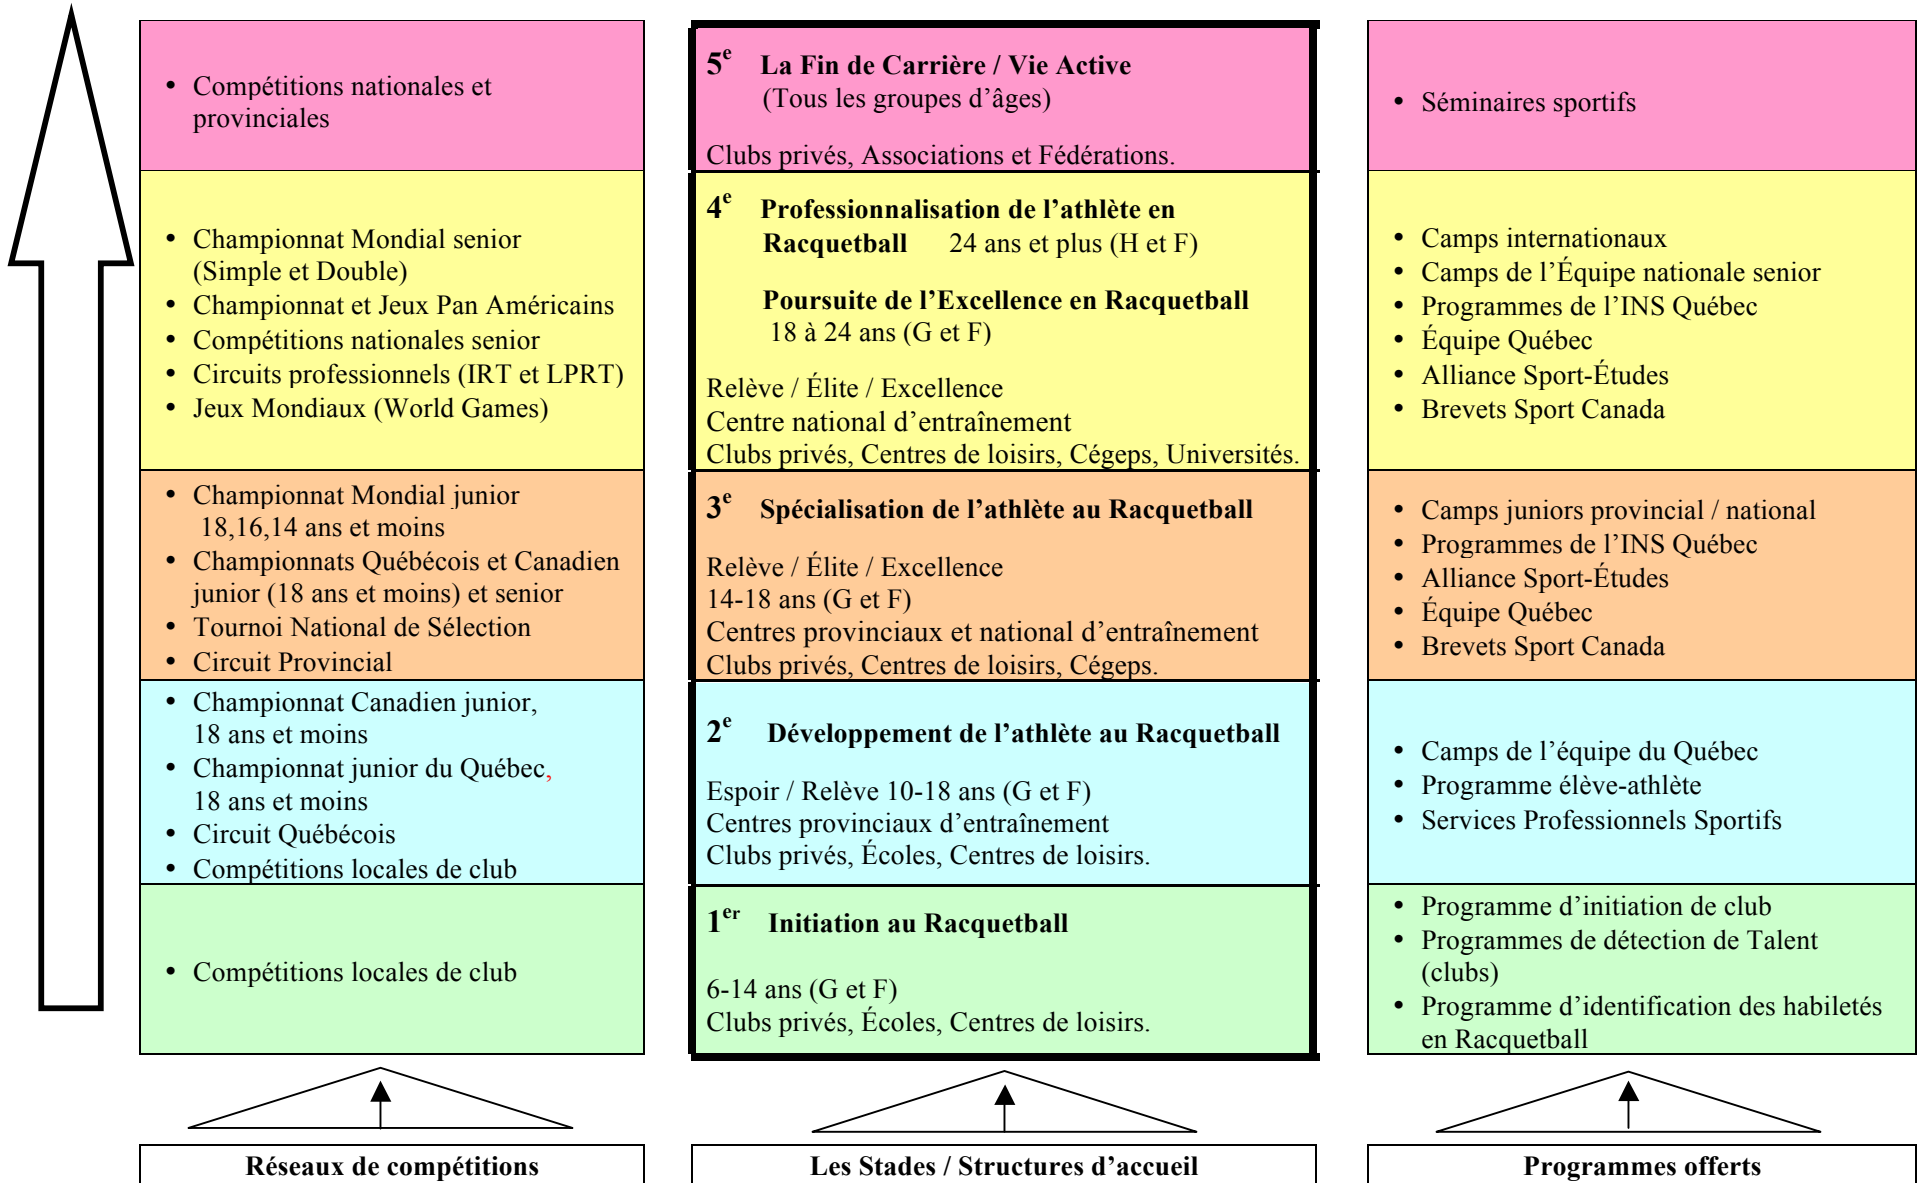 • Compétitions nationales et
provinciales
• Championnat Mondial senior
(Simple et Double)
• Championnat et Jeux Pan Américains
• Compétitions nationales senior
• Circuits professionnels (IRT et LPRT)
• Jeux Mondiaux (World Games)
• Championnat Mondial junior
18,16,14 ans et moins
• Championnats Québécois et Canadien
junior (18 ans et moins) et senior
• Tournoi National de Sélection
• Circuit Provincial
• Championnat Canadien junior,
18 ans et moins
• Championnat junior du Québec,
18 ans et moins
• Circuit Québécois
• Compétitions locales de club
• Compétitions locales de club
Réseaux de compétitions
5e La Fin de Carrière / Vie Active
(Tous les groupes d’âges)
Clubs privés, Associations et Fédérations.
4e Professionnalisation de l’athlète en
Racquetball 24 ans et plus (H et F)
Poursuite de l’Excellence en Racquetball
18 à 24 ans (G et F)
Relève / Élite / Excellence
Centre national d’entraînement
Clubs privés, Centres de loisirs, Cégeps, Universités.
3e Spécialisation de l’athlète au Racquetball
Relève / Élite / Excellence
14-18 ans (G et F)
Centres provinciaux et national d’entraînement
Clubs privés, Centres de loisirs, Cégeps.
2e Développement de l’athlète au Racquetball
Espoir / Relève 10-18 ans (G et F)
Centres provinciaux d’entraînement
Clubs privés, Écoles, Centres de loisirs.
1er Initiation au Racquetball
6-14 ans (G et F)
Clubs privés, Écoles, Centres de loisirs.
Les Stades / Structures d’accueil
• Séminaires sportifs
• Camps internationaux
• Camps de l’Équipe nationale senior
• Programmes de l’INS Québec
• Équipe Québec
• Alliance Sport-Études
• Brevets Sport Canada
• Camps juniors provincial / national
• Programmes de l’INS Québec
• Alliance Sport-Études
• Équipe Québec
• Brevets Sport Canada
• Camps de l’équipe du Québec
• Programme élève-athlète
• Services Professionnels Sportifs
• Programme d’initiation de club
• Programmes de détection de Talent
(clubs)
• Programme d’identification des habiletés
en Racquetball
Programmes offerts